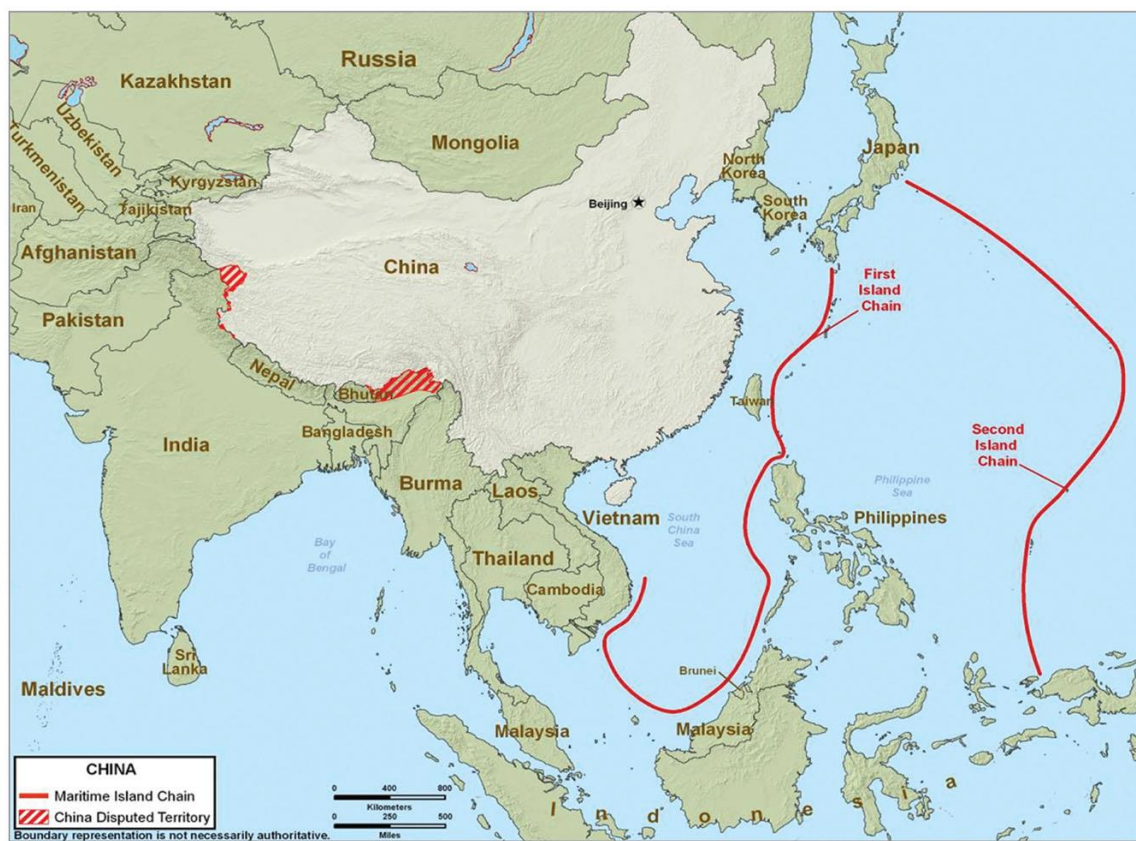 Russia
Kazakhstan
Uzbekistan
Turkmenistan
Mongolia
Kyrgyzstan
Tajikistan
Iran
Afghanistan
Pakistan
China
Beijing
North
Korea
South
Korea
Japan
First
Island
Chain
Nepal
Bhutan
India
Bangladesh
Burma
Laos
Taiwan
Second
Island
Chain
Philippine
Sea
Philippines
Vietnam
South
China
Sea
Thailand
Cambodia
Bay
of
Bengal
Sri
Lanka
Maldives
Brunei
Malaysia
Malaysia
Indonesia
CHINA
Maritime Island Chain
China Disputed Territory
Boundary representation is not necessarily authoritative.
0 400 800
Kilometers
0 250 500
Miles